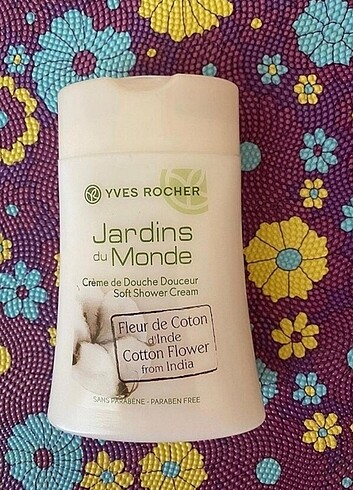 YVES ROCHER
Jardins
du Monde
Crème de Douche Douceur
Soft Shower Cream
Fleur de Coton
d'Inde
Cotton Flower
from India
SANS PARABÈNE - PARABEN FREE